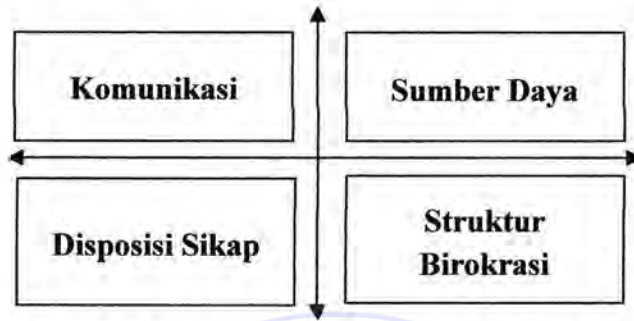 Komunikasi
Sumber Daya
Disposisi Sikap
Struktur
Birokrasi